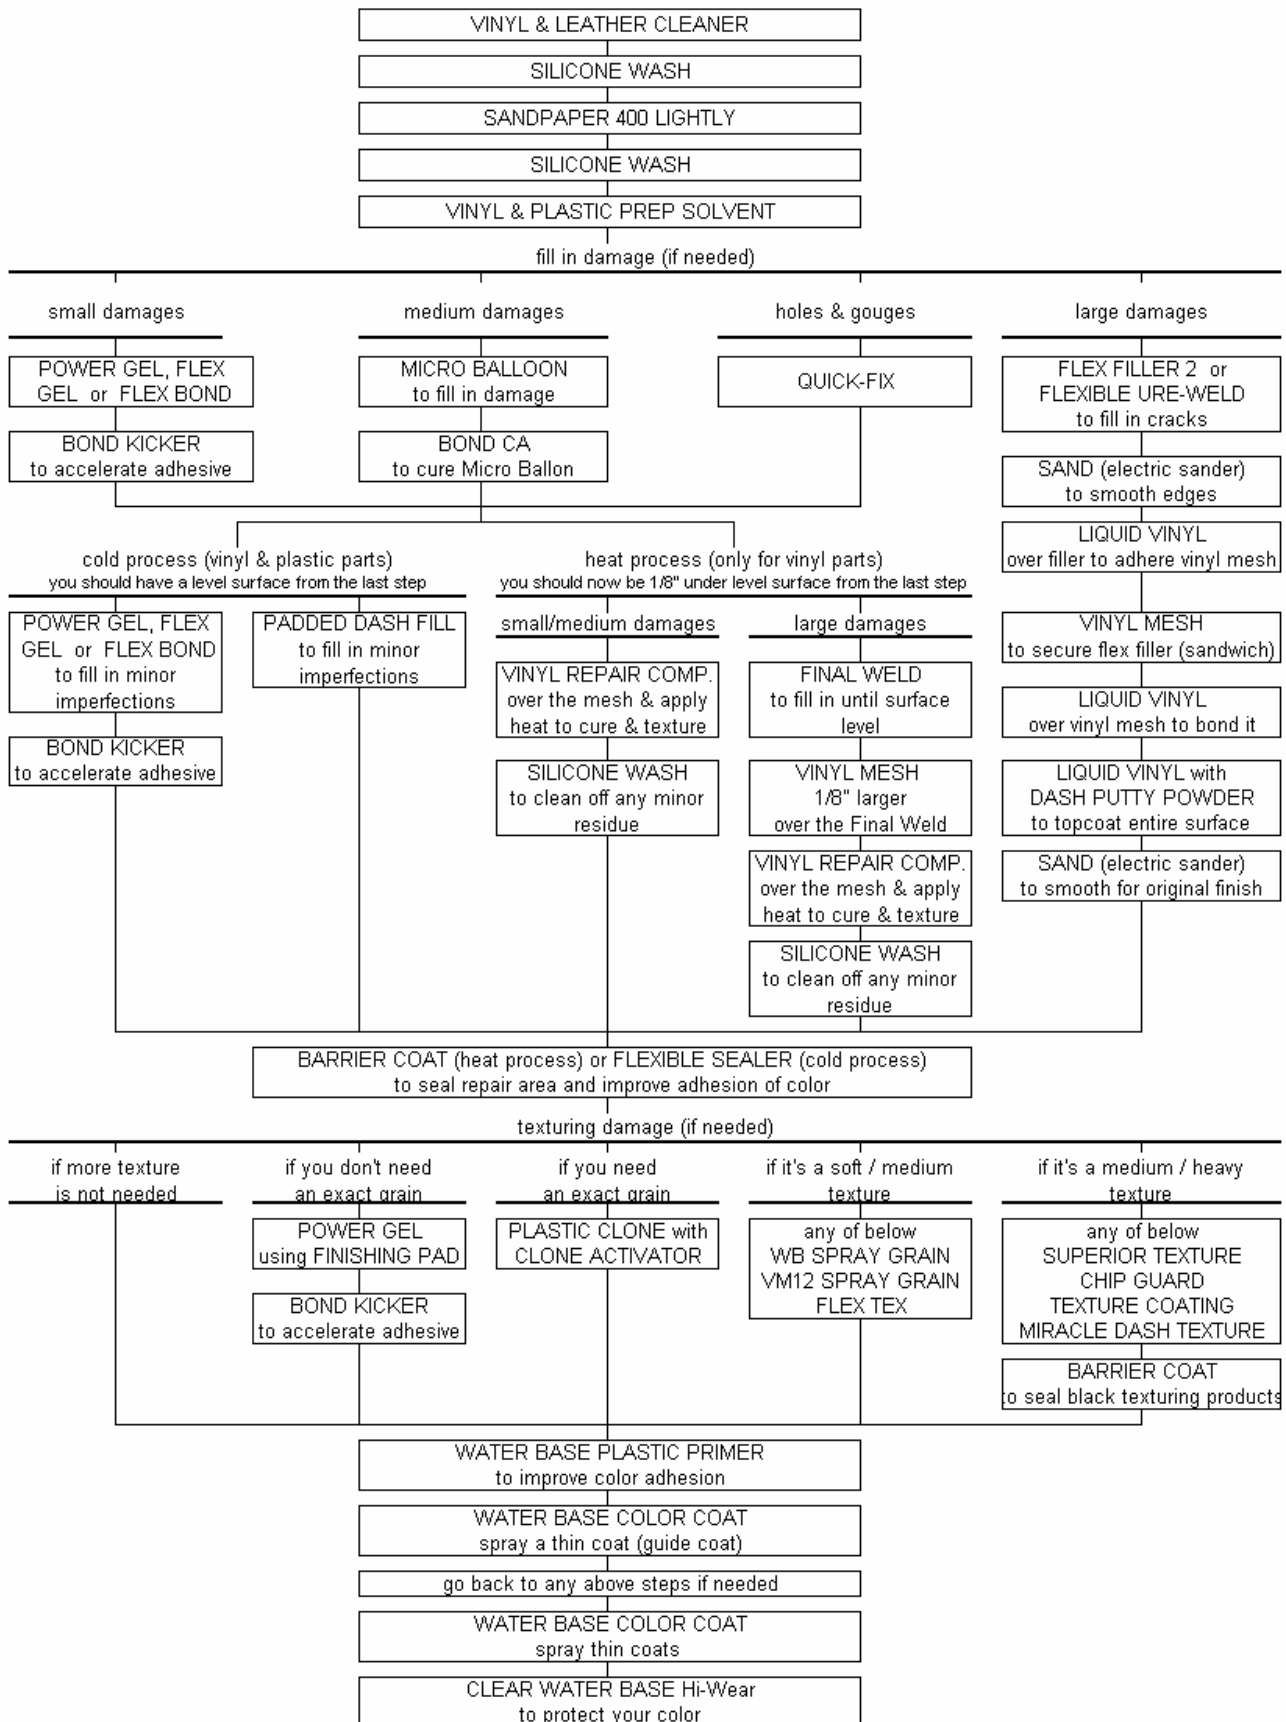 VINYL & LEATHER CLEANER
SILICONE WASH
SANDPAPER 400 LIGHTLY
SILICONE WASH
VINYL & PLASTIC PREP SOLVENT
fill in damage (if needed)
small damages
POWER GEL, FLEX
GEL or FLEX BOND
BOND KICKER
to accelerate adhesive
medium damages
MICRO BALLOON
to fill in damage
BOND CA
to cure Micro Ballon
holes & gouges
QUICK-FIX
large damages
FLEX FILLER 2 or
FLEXIBLE URE-WELD
to fill in cracks
SAND (electric sander)
to smooth edges
LIQUID VINYL
over filler to adhere vinyl mesh
VINYL MESH
to secure flex filler (sandwich)
LIQUID VINYL
over vinyl mesh to bond it
LIQUID VINYL with
DASH PUTTY POWDER
to topcoat entire surface
SAND (electric sander)
to smooth for original finish
cold process (vinyl & plastic parts)
you should have a level surface from the last step
POWER GEL, FLEX
GEL or FLEX BOND
to fill in minor
imperfections
BOND KICKER
to accelerate adhesive
PADDED DASH FILL
to fill in minor
imperfections
heat process (only for vinyl parts)
you should now be 1/8" under level surface from the last step
small/medium damages
VINYL REPAIR COMP.
over the mesh & apply
heat to cure & texture
SILICONE WASH
to clean off any minor
residue
large damages
FINAL WELD
to fill in until surface
level
VINYL MESH
1/8" larger
over the Final Weld
VINYL REPAIR COMP.
over the mesh & apply
heat to cure & texture
SILICONE WASH
to clean off any minor
residue
BARRIER COAT (heat process) or FLEXIBLE SEALER (cold process)
to seal repair area and improve adhesion of color
texturing damage (if needed)
if more texture
is not needed
if you don't need
an exact grain
POWER GEL
using FINISHING PAD
BOND KICKER
to accelerate adhesive
if you need
an exact grain
PLASTIC CLONE with
CLONE ACTIVATOR
if it's a soft / medium
texture
any of below
WB SPRAY GRAIN
VM12 SPRAY GRAIN
FLEX TEX
if it's a medium / heavy
texture
any of below
SUPERIOR TEXTURE
CHIP GUARD
TEXTURE COATING
MIRACLE DASH TEXTURE
BARRIER COAT
to seal black texturing products
WATER BASE PLASTIC PRIMER
to improve color adhesion
WATER BASE COLOR COAT
spray a thin coat (guide coat)
go back to any above steps if needed
WATER BASE COLOR COAT
spray thin coats
CLEAR WATER BASE Hi-Wear
to protect your color